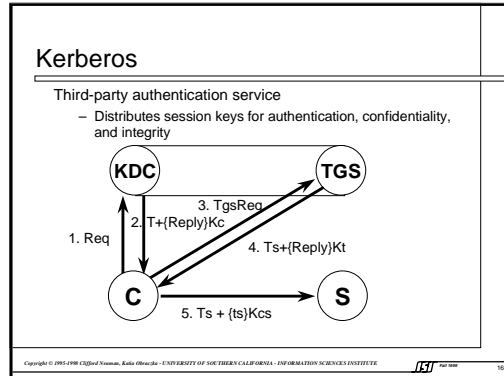 Kerberos
Third-party authentication service
– Distributes session keys for authentication, confidentiality,
and integrity
KDC
TGS
3. TgsReq
2. T+{Reply}Kc
1. Req
4. Ts+{Reply}Kt
C
S
5. Ts + {ts}Kcs
Copyright © 1995-1998 Clifford Neuman, Katia Obraczka - UNIVERSITY OF SOUTHERN CALIFORNIA - INFORMATION SCIENCES INSTITUTE
ISI
16